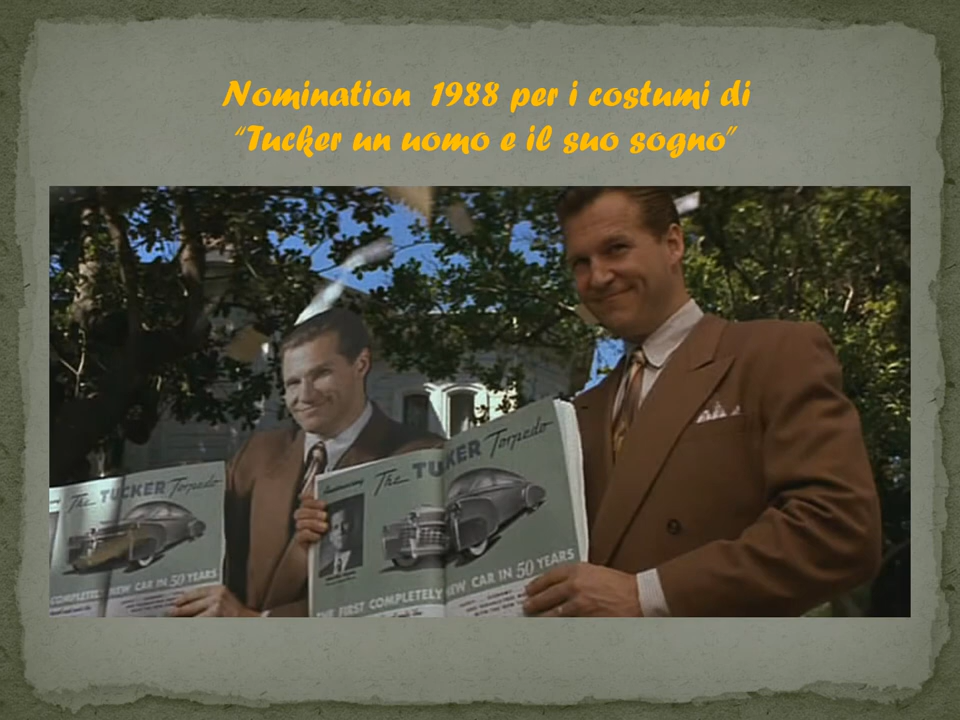 Nomination 1988 per i costumi di
“Tucker un uomo e il suo sogno”
The TUCKER Torpedo
COMPLETELY NEW CAR IN 50 YEARS
The TUCKER Torpedo
THE FIRST COMPLETELY NEW CAR IN 50 YEARS